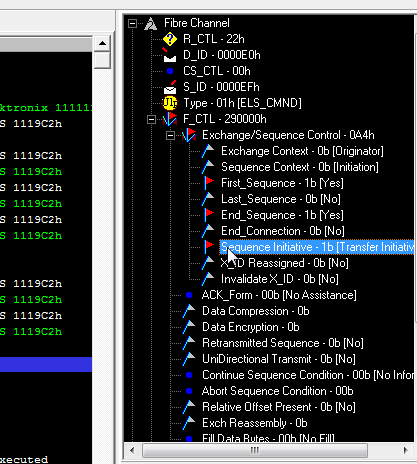 Fibre Channel
R_CTL - 22h
D_ID - 0000E0h
CS_CTL - 00h
S_ID - 0000EFh
Type - 01h [ELS_CMND]
F_CTL - 290000h
Exchange/Sequence Control - 0A4h
Exchange Context - 0b [Originator]
Sequence Context - 0b [Initiation]
First_Sequence - 1b [Yes]
Last_Sequence - 0b [No]
End_Sequence - 1b [Yes]
End_Connection - 0b [No]
Sequence Initiative - 1b [Transfer Initiativ
X_ID Reassigned - 0b [No]
Invalidate X_ID - 0b [No]
ACK_Form - 00b [No Assistance]
Data Compression - 0b
Data Encryption - 0b
Retransmitted Sequence - 0b [No]
UniDirectional Transmit - 0b [No]
Continue Sequence Condition - 00b [No Infor
Abort Sequence Condition - 00b
Relative Offset Present - 0b [No]
Exch Reassembly - 0b
Fill Data Bytes - 00b [No Fill]
ktronix 111111
S 1119C2h
S 1119C2h
S 1119C2h
S 1119C2h
S 1119C2h
S 1119C2h
S 1119C2h
S 1119C2h
S 1119C2h
S 1119C2h
S 1119C2h
xecuted